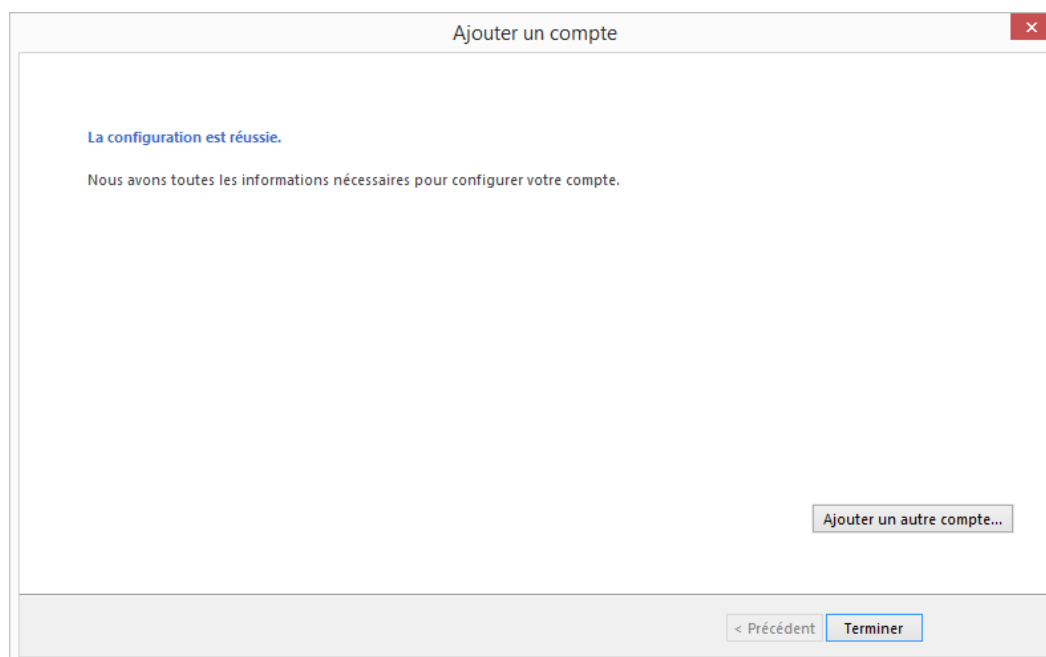 Ajouter un compte
La configuration est réussie.
Nous avons toutes les informations nécessaires pour configurer votre compte.
Ajouter un autre compte...
< Précédent Terminer